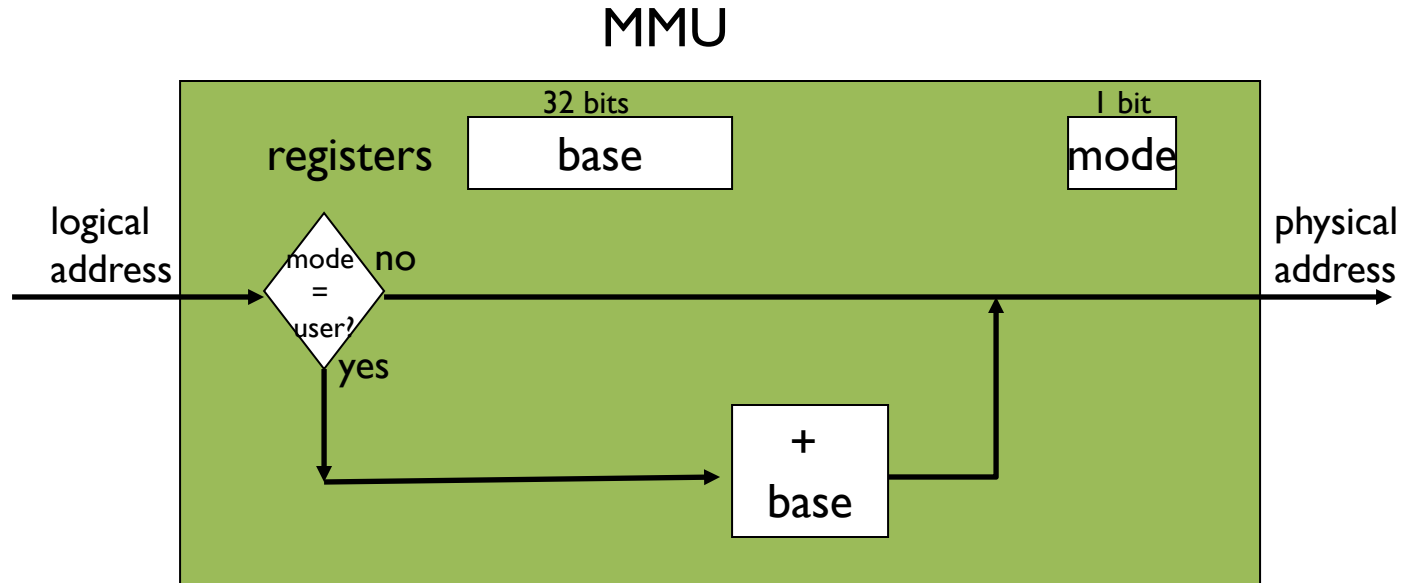 MMU
32 bits
1 bit
registers
base
mode
logical
address
physical
address
mode
=
user?
no
yes
+
base